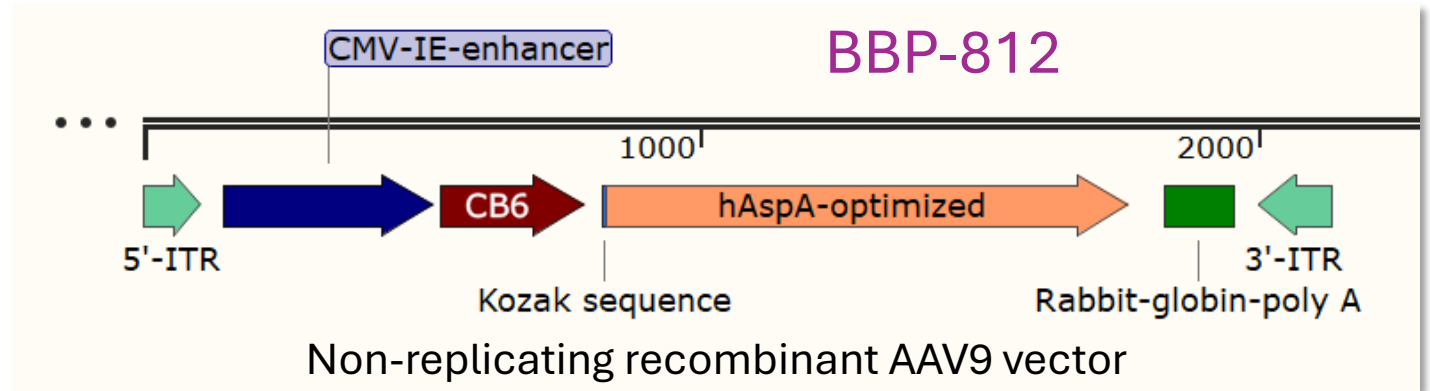 CMV-IE-enhancer
BBP-812
1000
2000
CB6
hAspA-optimized
5'-ITR
3'-ITR
Kozak sequence
Rabbit-globin-poly A
Non-replicating recombinant AAV9 vector